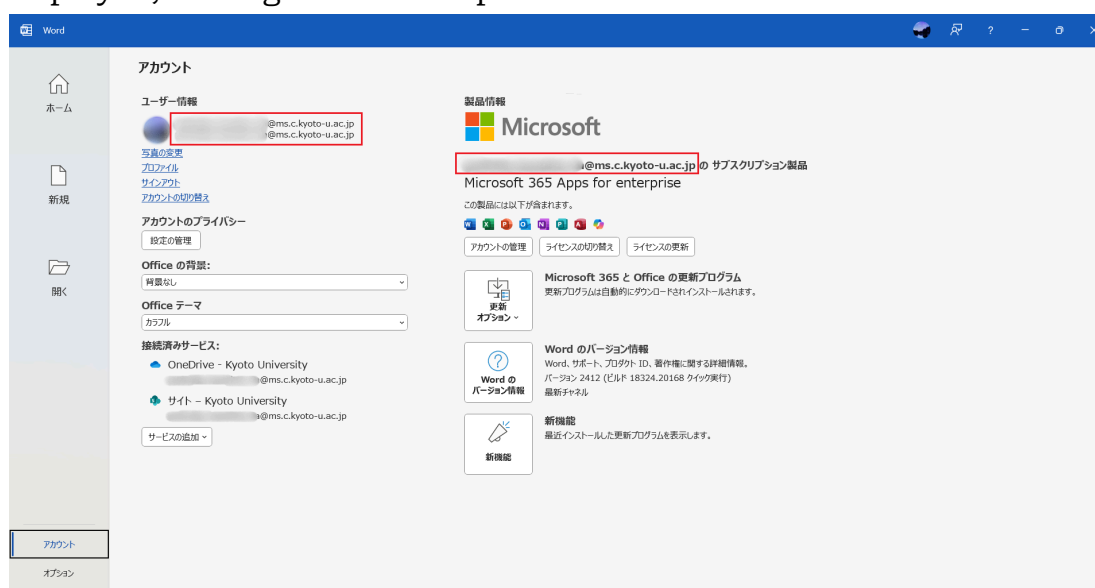 Word
?
アカウント
ホーム
新規
開く
アカウント
オプション
ユーザー情報
@ms.c.kyoto-u.ac.jp
@ms.c.kyoto-u.ac.jp
写真の変更
プロファイル
サインアウト
アカウントの切り替え
アカウントのプライバシー
設定の管理
Office の背景:
背景なし
Office テーマ
カラフル
接続済みサービス:
OneDrive - Kyoto University
@ms.c.kyoto-u.ac.jp
サイト – Kyoto University
@ms.c.kyoto-u.ac.jp
サービスの追加
製品情報
Microsoft
@ms.c.kyoto-u.ac.jp の サブスクリプション製品
Microsoft 365 Apps for enterprise
この製品には以下が含まれます。
アカウントの管理 ライセンスの切り替え ライセンスの更新
更新
オプション
Microsoft 365 と Office の更新プログラム
更新プログラムは自動的にダウンロードされインストールされます。
Word の
バージョン情報
Word のバージョン情報
Word、サポート、プロダクト ID、著作権に関する詳細情報。
バージョン 2412 (ビルド 18324.20168 クイック実行)
最新チャネル
新機能
新機能
最近インストールした更新プログラムを表示します。